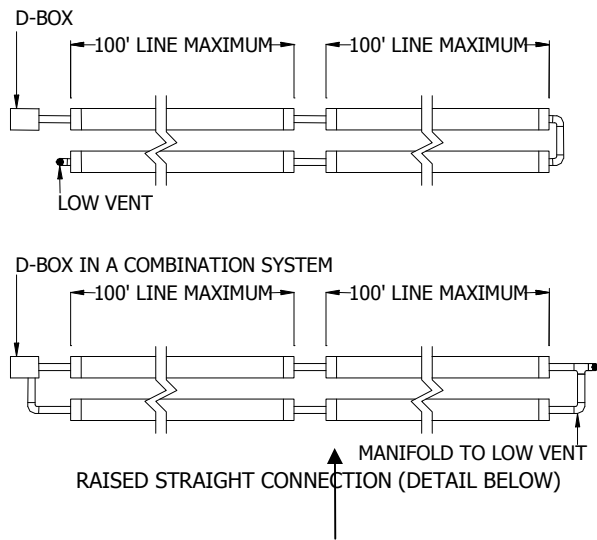 D-BOX
100' LINE MAXIMUM 100' LINE MAXIMUM
LOW VENT
D-BOX IN A COMBINATION SYSTEM
100' LINE MAXIMUM 100' LINE MAXIMUM
MANIFOLD TO LOW VENT
RAISED STRAIGHT CONNECTION (DETAIL BELOW)